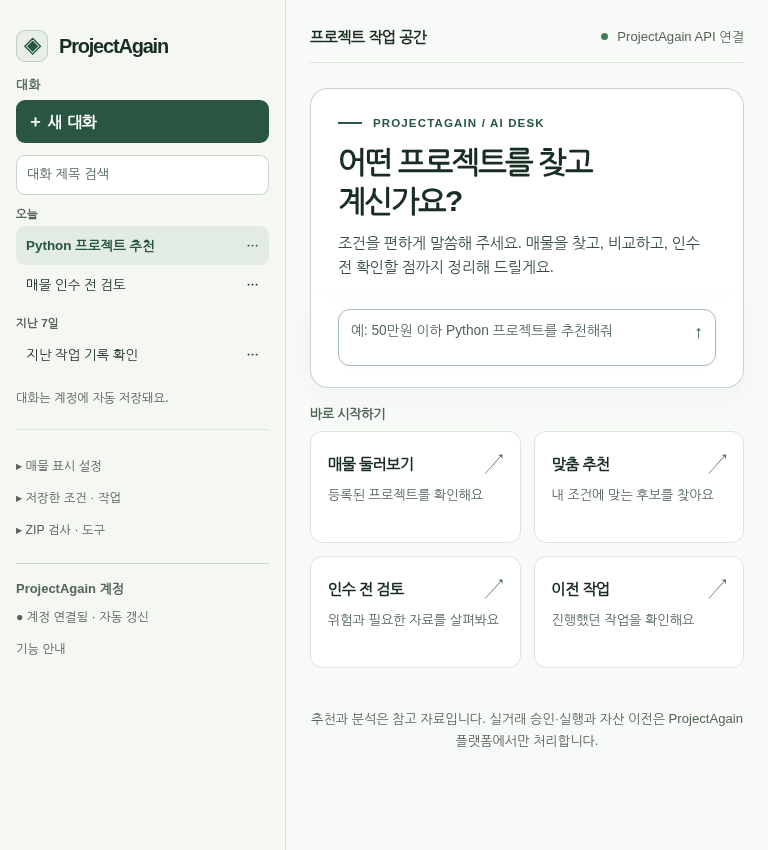 ◈ ProjectAgain
대화
+ 새 대화
대화 제목 검색
오늘
Python 프로젝트 추천 ···
매물 인수 전 검토 ···
지난 7일
지난 작업 기록 확인 ···
대화는 계정에 자동 저장돼요.
▸ 매물 표시 설정
▸ 저장한 조건 · 작업
▸ ZIP 검사 · 도구
ProjectAgain 계정
● 계정 연결됨 · 자동 갱신
기능 안내
프로젝트 작업 공간
● ProjectAgain API 연결
PROJECTAGAIN / AI DESK
어떤 프로젝트를 찾고
계신가요?
조건을 편하게 말씀해 주세요. 매물을 찾고, 비교하고, 인수
전 확인할 점까지 정리해 드릴게요.
예: 50만원 이하 Python 프로젝트를 추천해줘 ↑
바로 시작하기
매물 둘러보기 ↗
등록된 프로젝트를 확인해요
맞춤 추천 ↗
내 조건에 맞는 후보를 찾아요
인수 전 검토 ↗
위험과 필요한 자료를 살펴봐요
이전 작업 ↗
진행했던 작업을 확인해요
추천과 분석은 참고 자료입니다. 실거래 승인·실행과 자산 이전은 ProjectAgain
플랫폼에서만 처리합니다.